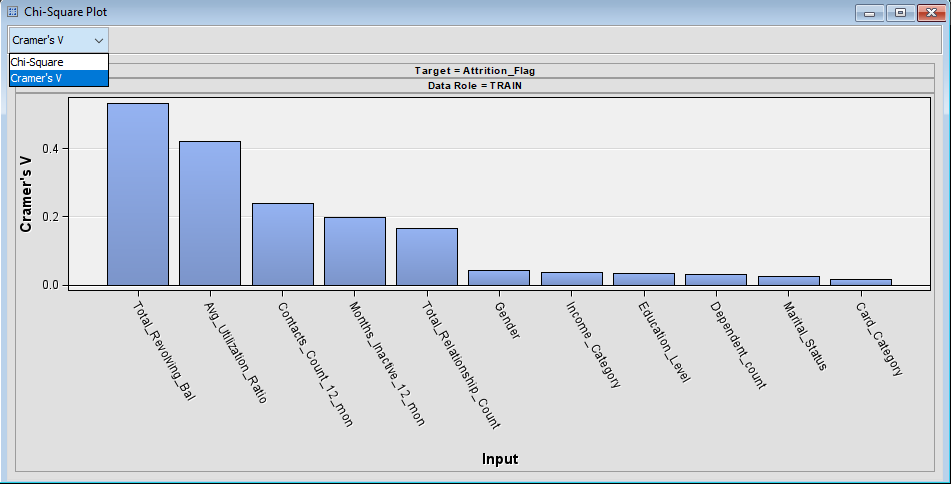 Chi-Square Plot
Cramer's V
Chi-Square
Cramer's V
Target = Attrition_Flag
Data Role = TRAIN
Cramer's V
0.4
0.2
0.0
Total_Revolving_Bal
Avg_Utilization_Ratio
Contacts_Count_12_mon
Months_Inactive_12_mon
Total_Relationship_Count
Gender
Income_Category
Education_Level
Dependent_count
Marital_Status
Card_Category
Input